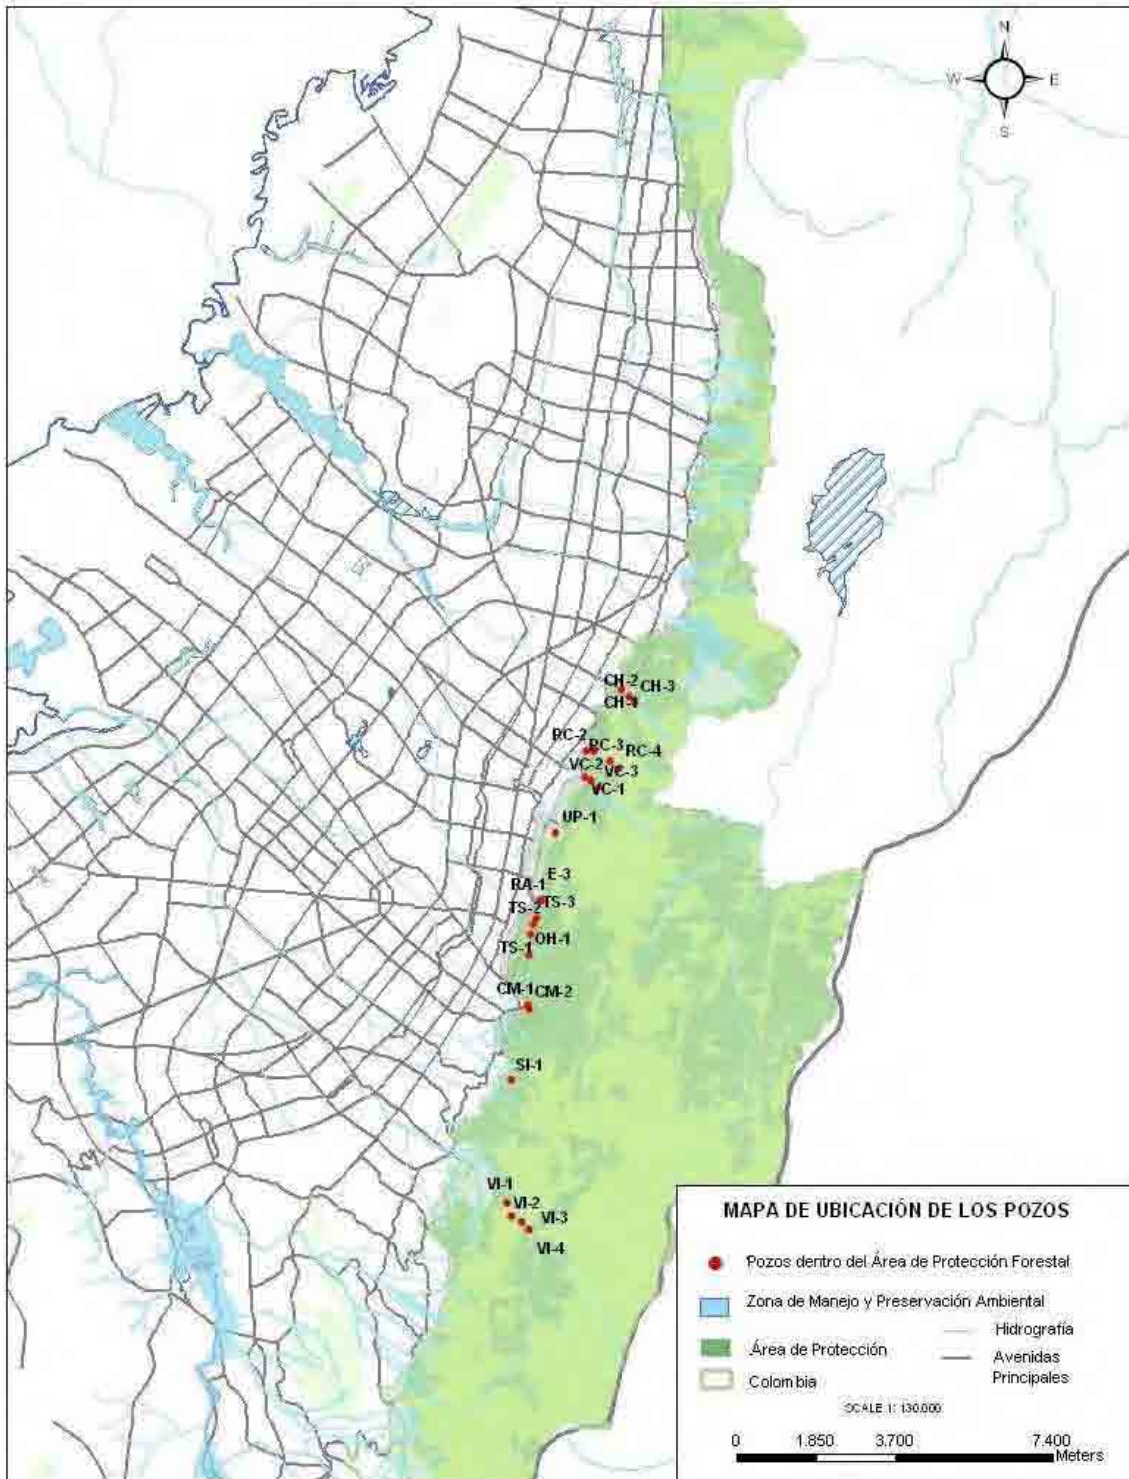 N
W E
S
CH-2
CH-3
CH-1
RC-2
RC-3
RC-4
VC-2
VC-3
VC-1
UP-1
E-3
RA-1
TS-3
TS-2
OH-1
TS-1
CM-1
CM-2
SI-1
VI-1
VI-2
VI-3
VI-4
MAPA DE UBICACIÓN DE LOS POZOS
Pozos dentro del Área de Protección Forestal
Zona de Manejo y Preservación Ambiental
Hidrografía
Área de Protección
Avenidas
Principales
Colombia
SCALE 1: 130.000
0 1.850 3.700 7.400
Meters